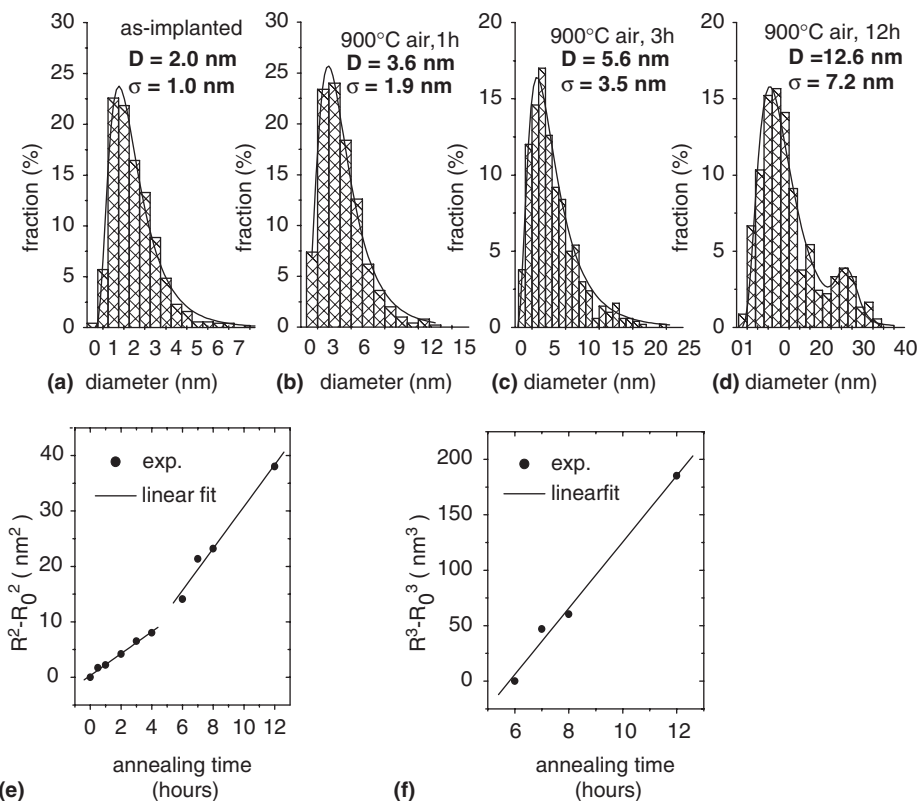 as-implanted
D = 2.0 nm
σ = 1.0 nm
30
25
20
15
10
5
0
fraction (%)
0 1 2 3 4 5 6 7
(a) diameter (nm)
900°C air,1h
D = 3.6 nm
σ = 1.9 nm
30
25
20
15
10
5
0
fraction (%)
0 3 6 9 12 15
(b) diameter (nm)
900°C air, 3h
D = 5.6 nm
σ = 3.5 nm
20
15
10
5
0
fraction (%)
0 5 10 15 20 25
(c) diameter (nm)
900°C air, 12h
D =12.6 nm
σ = 7.2 nm
20
15
10
5
0
fraction (%)
01 0 20 30 40
(d) diameter (nm)
40
30
20
10
0
R²-R₀² ( nm²)
exp.
linear fit
0 2 4 6 8 10 12
annealing time
(e) (hours)
200
150
100
50
0
R³-R₀³ ( nm³)
exp.
linearfit
6 8 10 12
annealing time
(f) (hours)